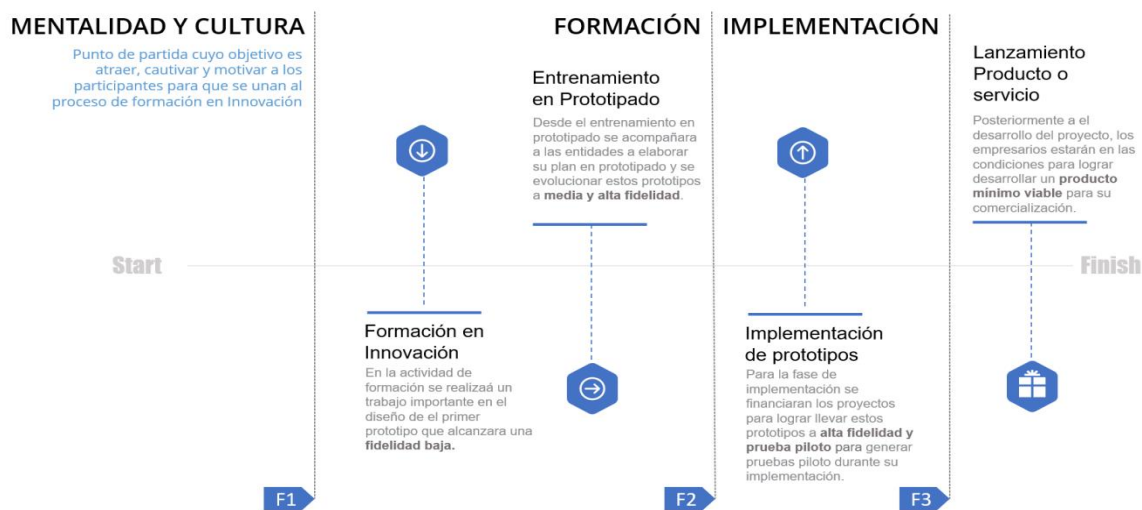 MENTALIDAD Y CULTURA
Punto de partida cuyo objetivo es
atraer, cautivar y motivar a los
participantes para que se unan al
proceso de formación en Innovación
FORMACIÓN
IMPLEMENTACIÓN
Entrenamiento
en Prototipado
Desde el entrenamiento en
prototipado se acompañara
a las entidades a elaborar
su plan en prototipado y se
evolucionar estos prototipos
a media y alta fidelidad.
Lanzamiento
Producto o
servicio
Posteriormente a el
desarrollo del proyecto, los
empresarios estarán en las
condiciones para lograr
desarrollar un producto
mínimo viable para su
comercialización.
Start
Finish
Formación en
Innovación
En la actividad de
formación se realizaá un
trabajo importante en el
diseño de el primer
prototipo que alcanzara una
fidelidad baja.
Implementación
de prototipos
Para la fase de
implementación se
financiaran los proyectos
para lograr llevar estos
prototipos a alta fidelidad y
prueba piloto para generar
pruebas piloto durante su
implementación.
F1
F2
F3